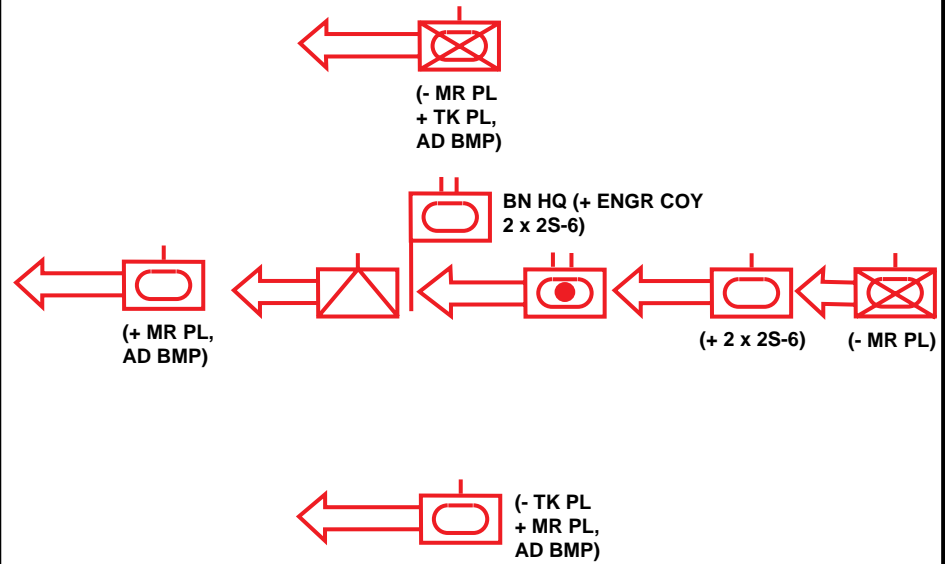 (- MR PL
+ TK PL,
AD BMP)
BN HQ (+ ENGR COY
2 x 2S-6)
(+ MR PL,
AD BMP)
(+ 2 x 2S-6)
(- MR PL)
(- TK PL
+ MR PL,
AD BMP)